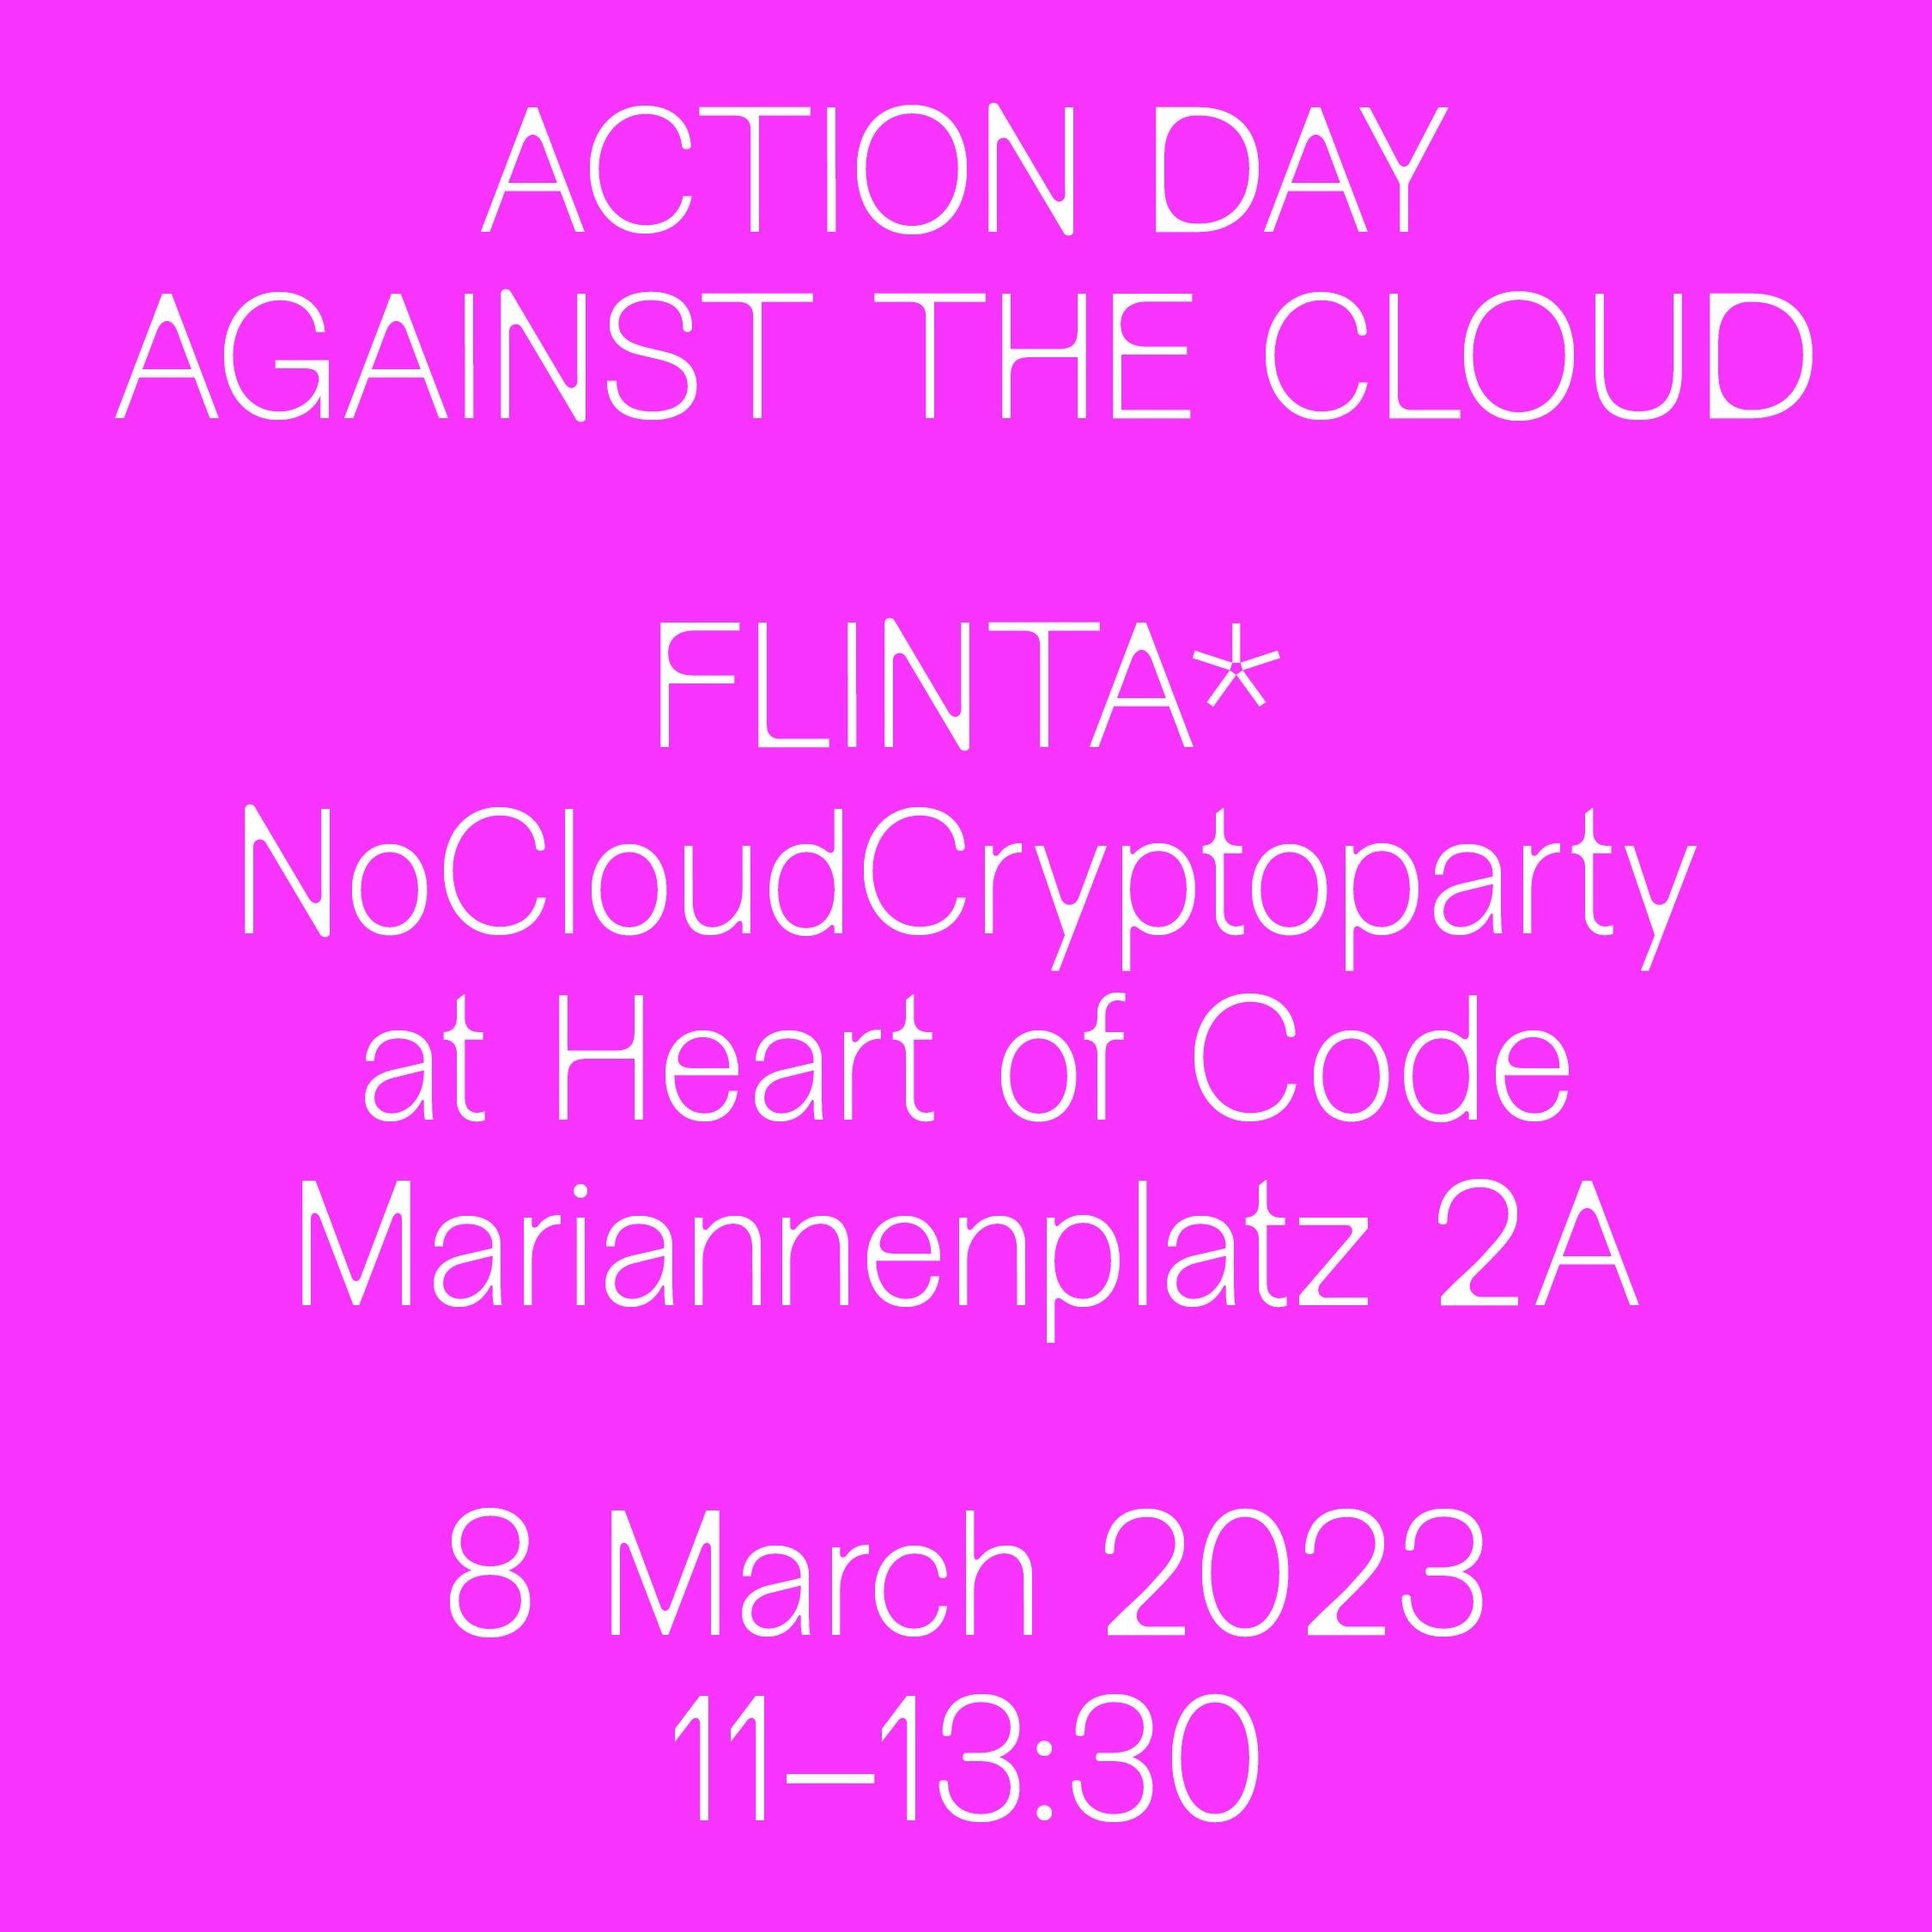 ACTION DAY
AGAINST THE CLOUD
FLINTA*
NoCloudCryptoparty
at Heart of Code
Mariannenplatz 2A
8 March 2023
11–13:30